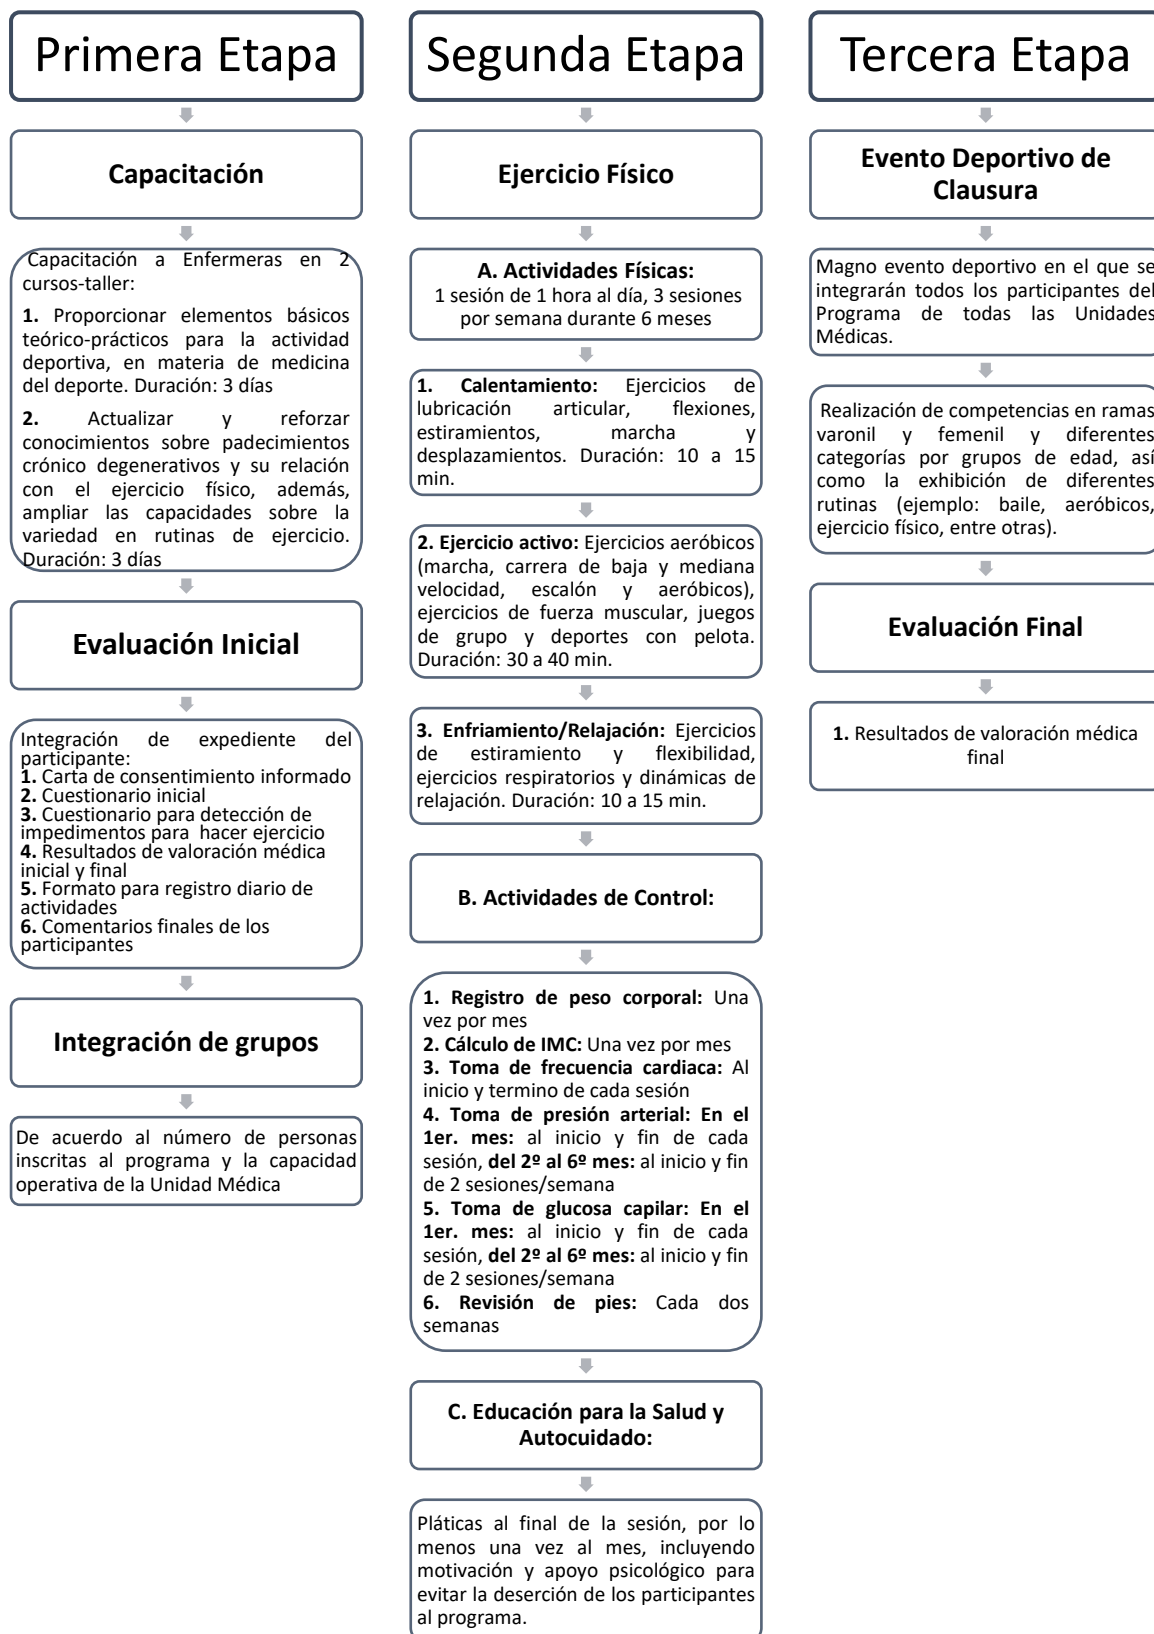 Primera Etapa
Capacitación
Capacitación a Enfermeras en 2
cursos-taller:
1. Proporcionar elementos básicos
teórico-prácticos para la actividad
deportiva, en materia de medicina
del deporte. Duración: 3 días
2. Actualizar y reforzar
conocimientos sobre padecimientos
crónico degenerativos y su relación
con el ejercicio físico, además,
ampliar las capacidades sobre la
variedad en rutinas de ejercicio.
Duración: 3 días
Evaluación Inicial
Integración de expediente del
participante:
1. Carta de consentimiento informado
2. Cuestionario inicial
3. Cuestionario para detección de
impedimentos para hacer ejercicio
4. Resultados de valoración médica
inicial y final
5. Formato para registro diario de
actividades
6. Comentarios finales de los
participantes
Integración de grupos
De acuerdo al número de personas
inscritas al programa y la capacidad
operativa de la Unidad Médica
Segunda Etapa
Ejercicio Físico
A. Actividades Físicas:
1 sesión de 1 hora al día, 3 sesiones
por semana durante 6 meses
1. Calentamiento: Ejercicios de
lubricación articular, flexiones,
estiramientos, marcha y
desplazamientos. Duración: 10 a 15
min.
2. Ejercicio activo: Ejercicios aeróbicos
(marcha, carrera de baja y mediana
velocidad, escalón y aeróbicos),
ejercicios de fuerza muscular, juegos
de grupo y deportes con pelota.
Duración: 30 a 40 min.
3. Enfriamiento/Relajación: Ejercicios
de estiramiento y flexibilidad,
ejercicios respiratorios y dinámicas de
relajación. Duración: 10 a 15 min.
B. Actividades de Control:
1. Registro de peso corporal: Una
vez por mes
2. Cálculo de IMC: Una vez por mes
3. Toma de frecuencia cardiaca: Al
inicio y termino de cada sesión
4. Toma de presión arterial: En el
1er. mes: al inicio y fin de cada
sesión, del 2º al 6º mes: al inicio y fin
de 2 sesiones/semana
5. Toma de glucosa capilar: En el
1er. mes: al inicio y fin de cada
sesión, del 2º al 6º mes: al inicio y fin
de 2 sesiones/semana
6. Revisión de pies: Cada dos
semanas
C. Educación para la Salud y
Autocuidado:
Pláticas al final de la sesión, por lo
menos una vez al mes, incluyendo
motivación y apoyo psicológico para
evitar la deserción de los participantes
al programa.
Tercera Etapa
Evento Deportivo de
Clausura
Magno evento deportivo en el que se
integrarán todos los participantes del
Programa de todas las Unidades
Médicas.
Realización de competencias en ramas
varonil y femenil y diferentes
categorías por grupos de edad, así
como la exhibición de diferentes
rutinas (ejemplo: baile, aeróbicos,
ejercicio físico, entre otras).
Evaluación Final
1. Resultados de valoración médica
final